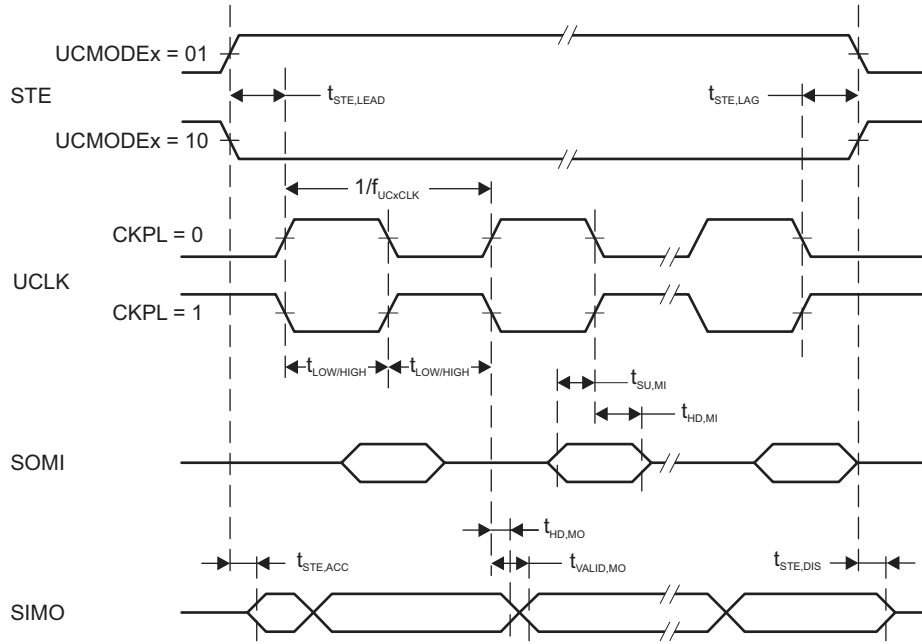 UCMODEx = 01
STE
tSTE,LEAD
tSTE,LAG
UCMODEx = 10
1/fUCxCLK
CKPL = 0
UCLK
CKPL = 1
tLOW/HIGH
tLOW/HIGH
tSU,MI
tHD,MI
SOMI
tHD,MO
tSTE,ACC
tVALID,MO
tSTE,DIS
SIMO